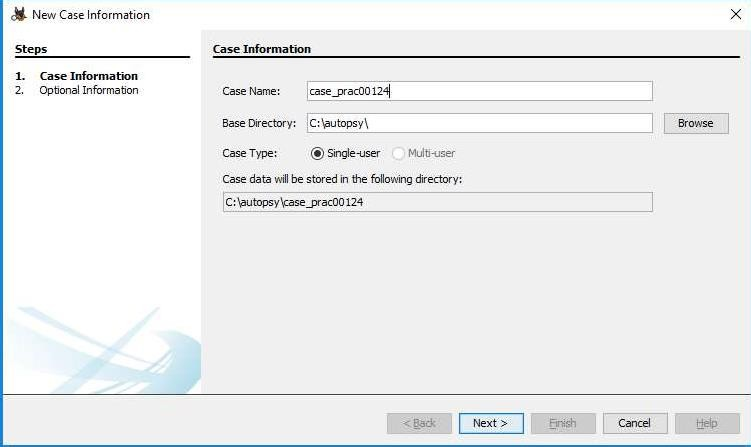 New Case Information
Steps
1. Case Information
2. Optional Information
Case Information
Case Name: case_prac00124
Base Directory: C:\autopsy\ Browse
Case Type: Single-user Multi-user
Case data will be stored in the following directory:
C:\autopsy\case_prac00124
< Back Next > Finish Cancel Help